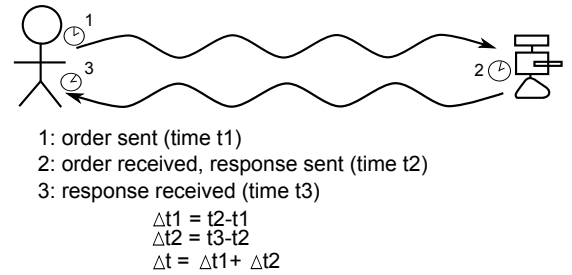 1
3
2
1: order sent (time t1)
2: order received, response sent (time t2)
3: response received (time t3)
△t1 = t2-t1
△t2 = t3-t2
△t = △t1+ △t2